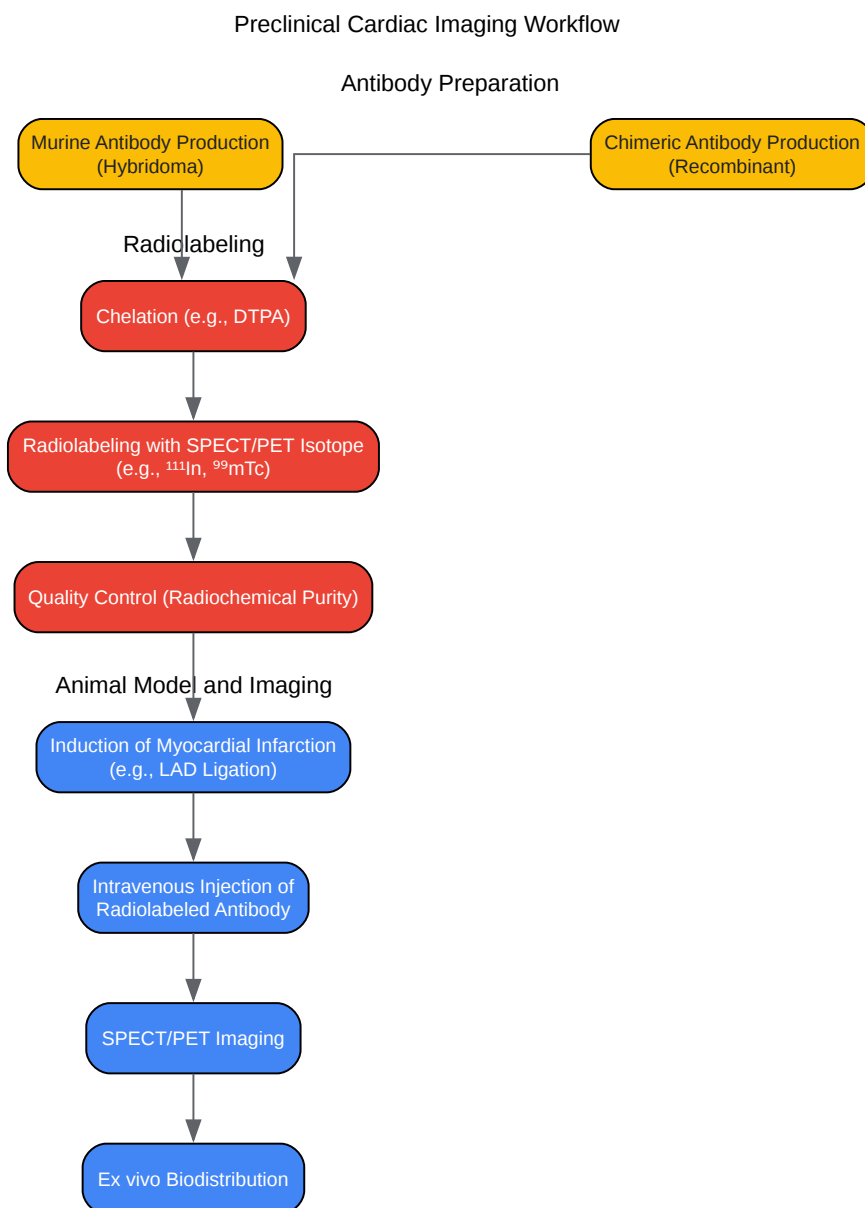 Preclinical Cardiac Imaging Workflow
Antibody Preparation
Murine Antibody Production
(Hybridoma)
Chimeric Antibody Production
(Recombinant)
Radiolabeling
Chelation (e.g., DTPA)
Radiolabeling with SPECT/PET Isotope
(e.g., ¹¹¹In, ⁹⁹mTc)
Quality Control (Radiochemical Purity)
Animal Model and Imaging
Induction of Myocardial Infarction
(e.g., LAD Ligation)
Intravenous Injection of
Radiolabeled Antibody
SPECT/PET Imaging
Ex vivo Biodistribution